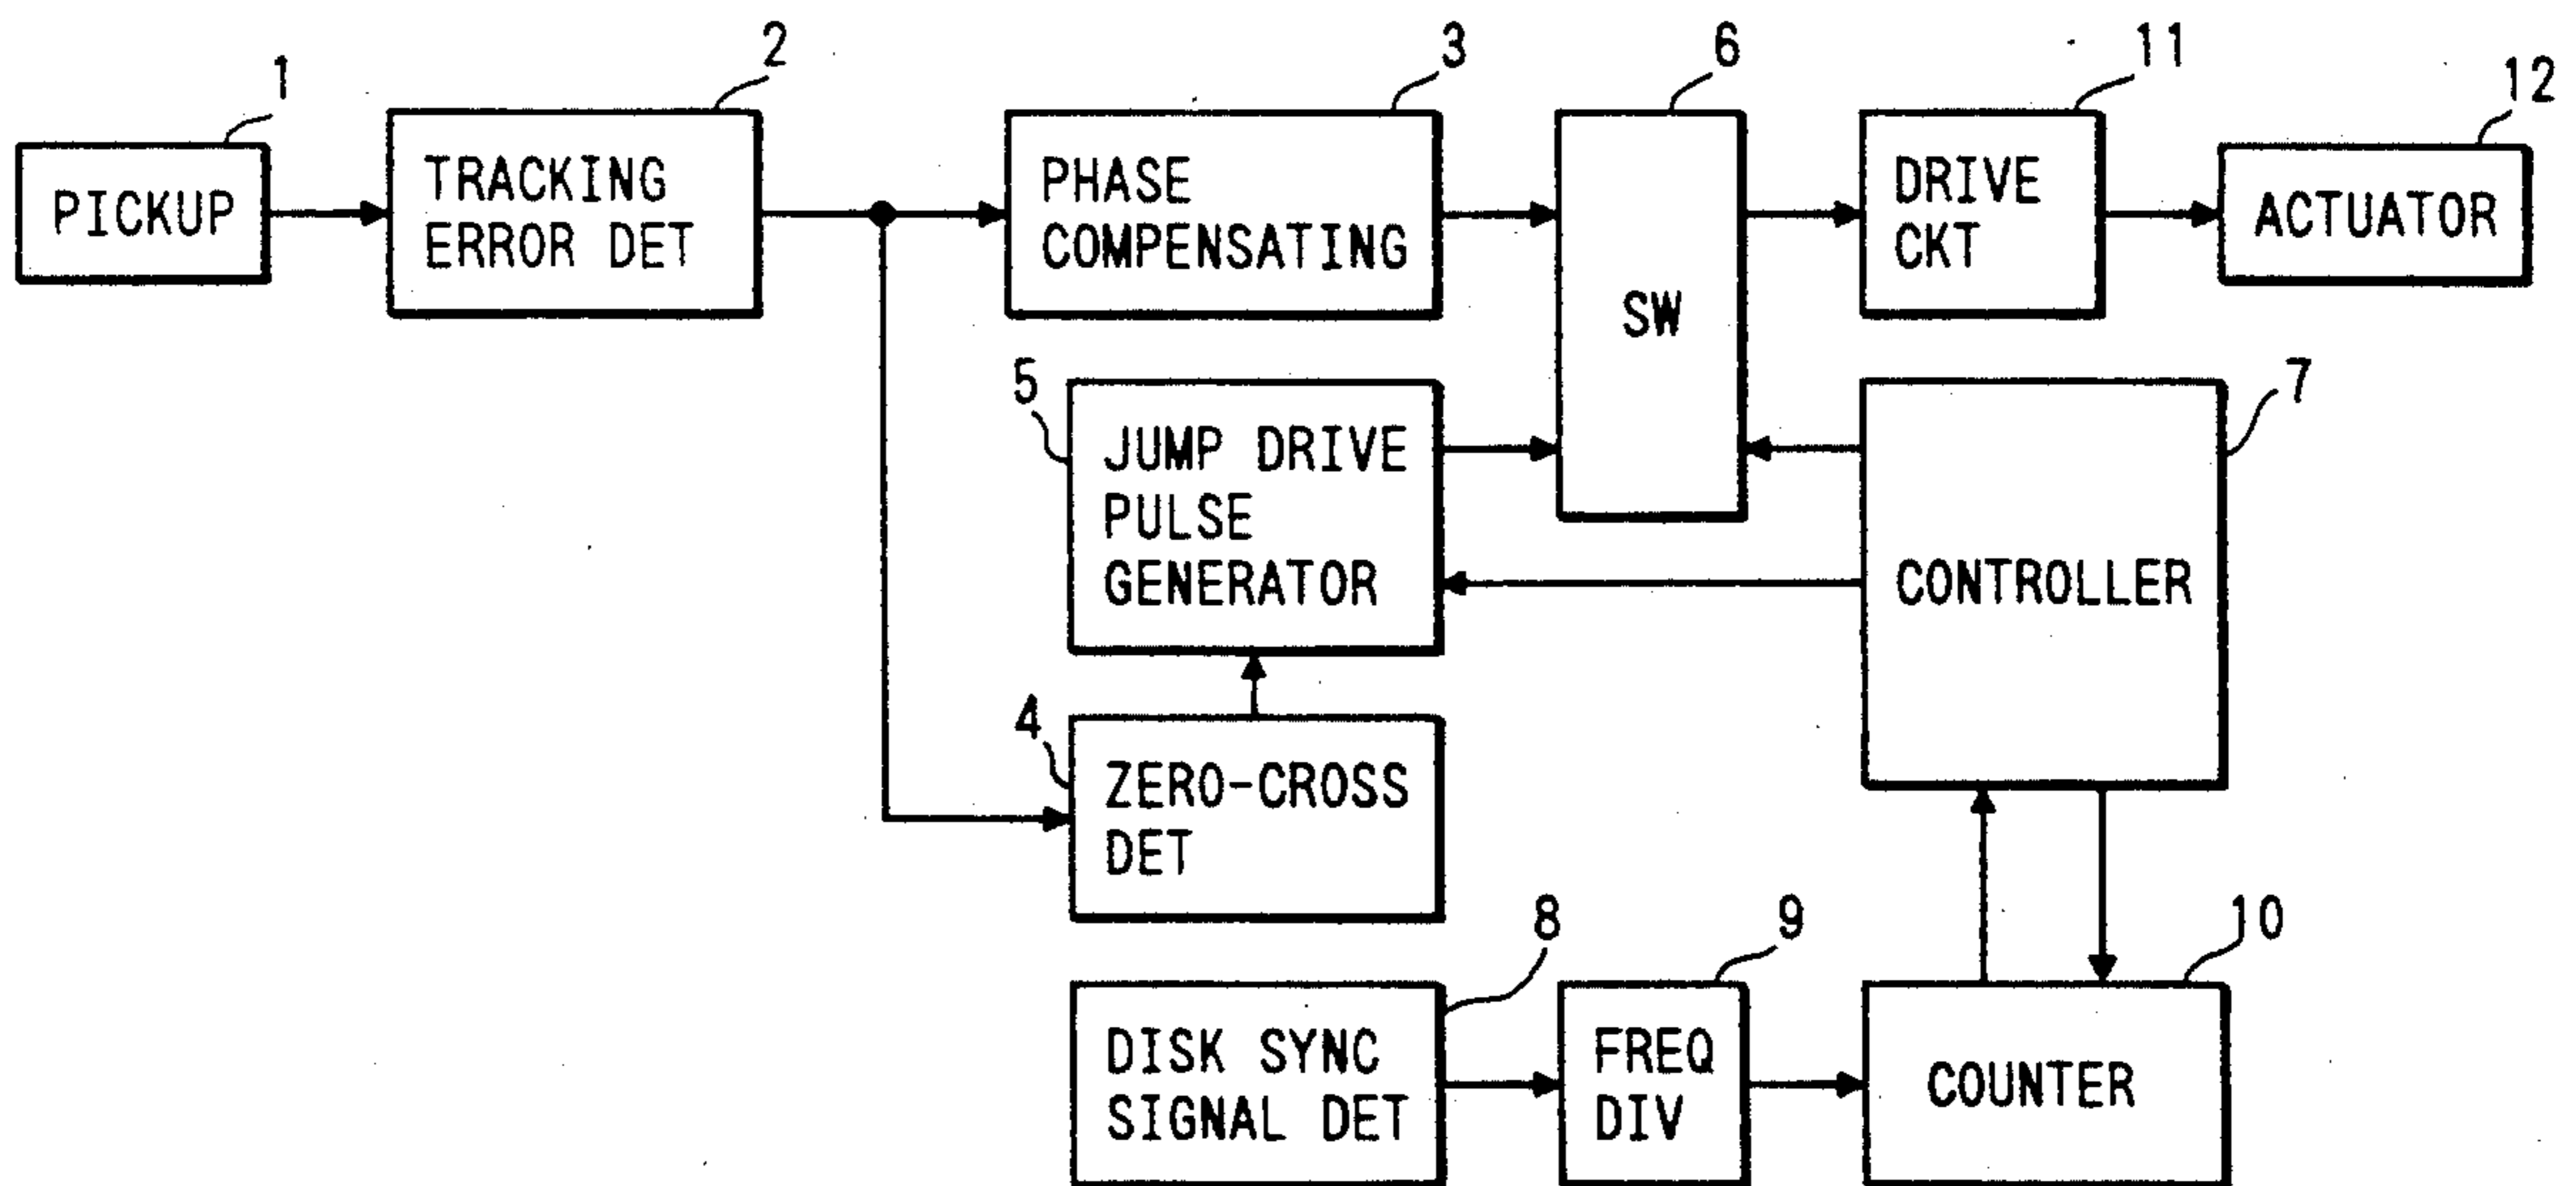 1
2
3
6
11
12
PICKUP
TRACKING
ERROR DET
PHASE
COMPENSATING
SW
DRIVE
CKT
ACTUATOR
5
JUMP DRIVE
PULSE
GENERATOR
7
CONTROLLER
4
ZERO-CROSS
DET
8
9
10
DISK SYNC
SIGNAL DET
FREQ
DIV
COUNTER